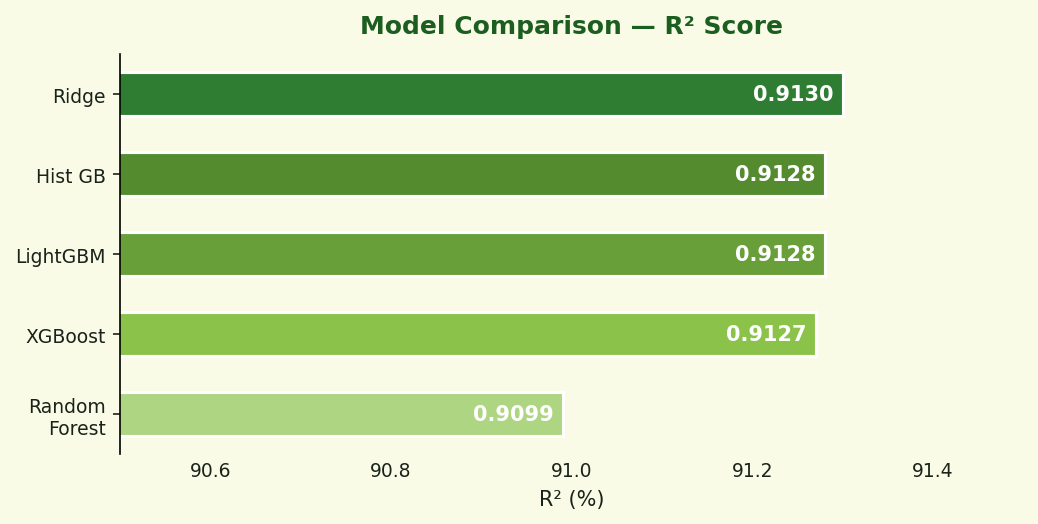 Model Comparison — R² Score
Ridge
0.9130
Hist GB
0.9128
LightGBM
0.9128
XGBoost
0.9127
Random
Forest
0.9099
90.6
90.8
91.0
91.2
91.4
R² (%)